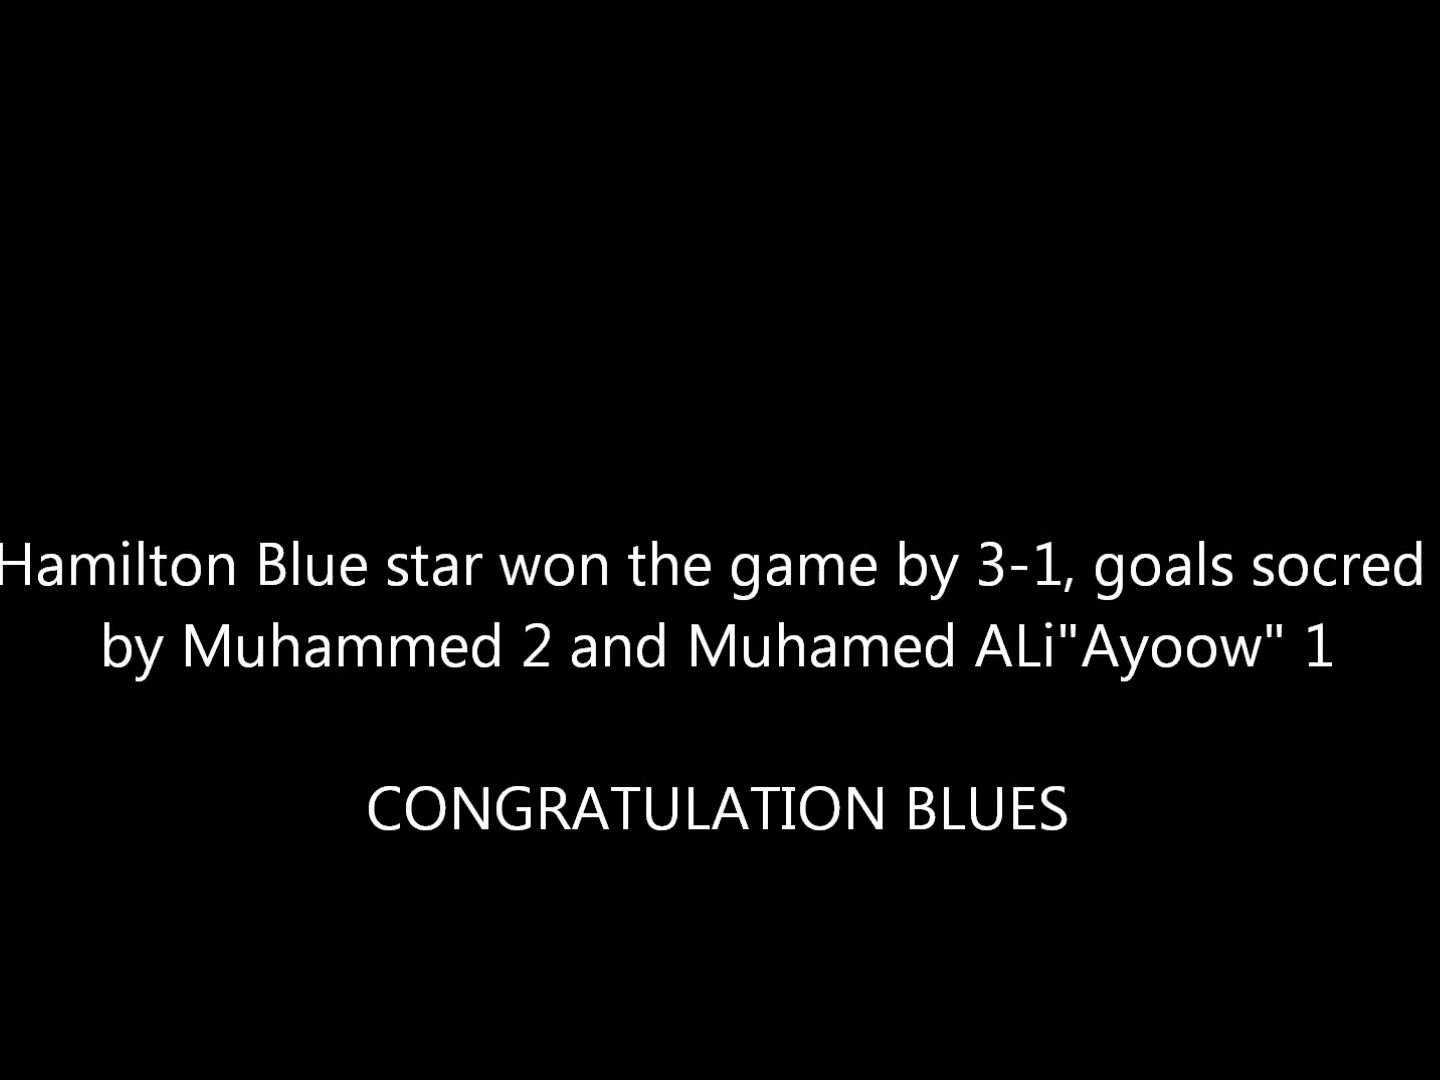 Hamilton Blue star won the game by 3-1, goals socred
by Muhammed 2 and Muhamed ALi"Ayoow" 1
CONGRATULATION BLUES